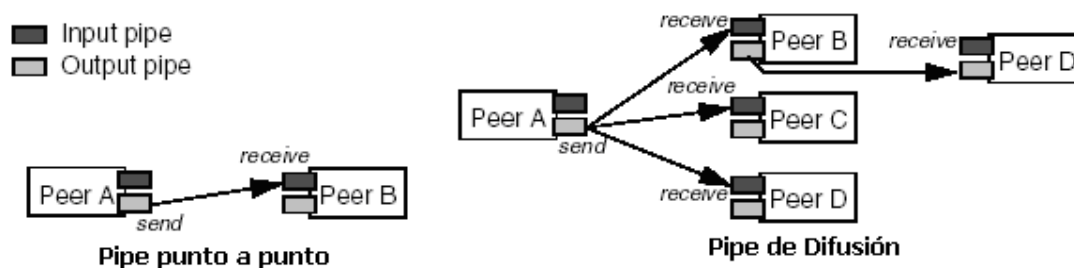 Input pipe
Output pipe
Peer A
send
receive
Peer B
Pipe punto a punto
Peer A
send
receive
Peer B
receive
Peer D
receive
Peer C
receive
Peer D
Pipe de Difusión